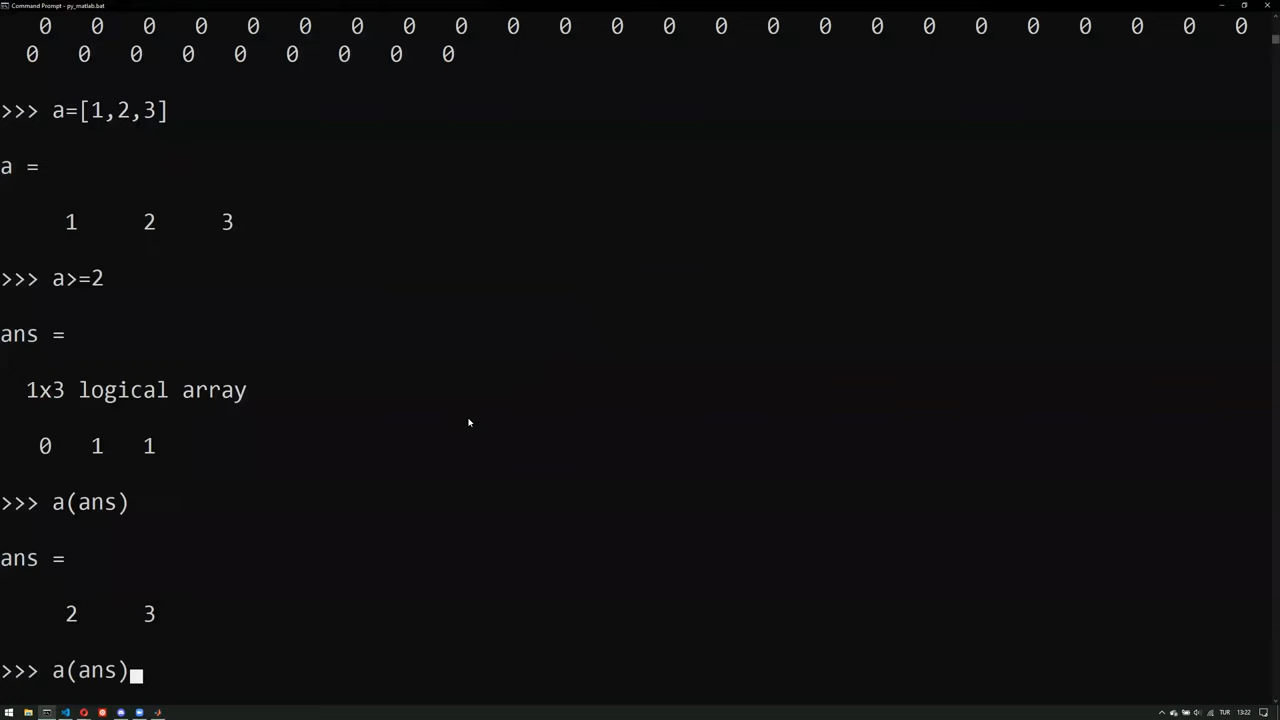 Command Prompt - py_matlab.bat
0 0 0 0 0 0 0 0 0 0 0 0 0 0 0 0 0 0 0 0 0 0 0 0
0 0 0 0 0 0 0 0 0
>>> a=[1,2,3]
a =
1 2 3
>>> a>=2
ans =
1x3 logical array
0 1 1
>>> a(ans)
ans =
2 3
>>> a(ans)
TUR 13:22